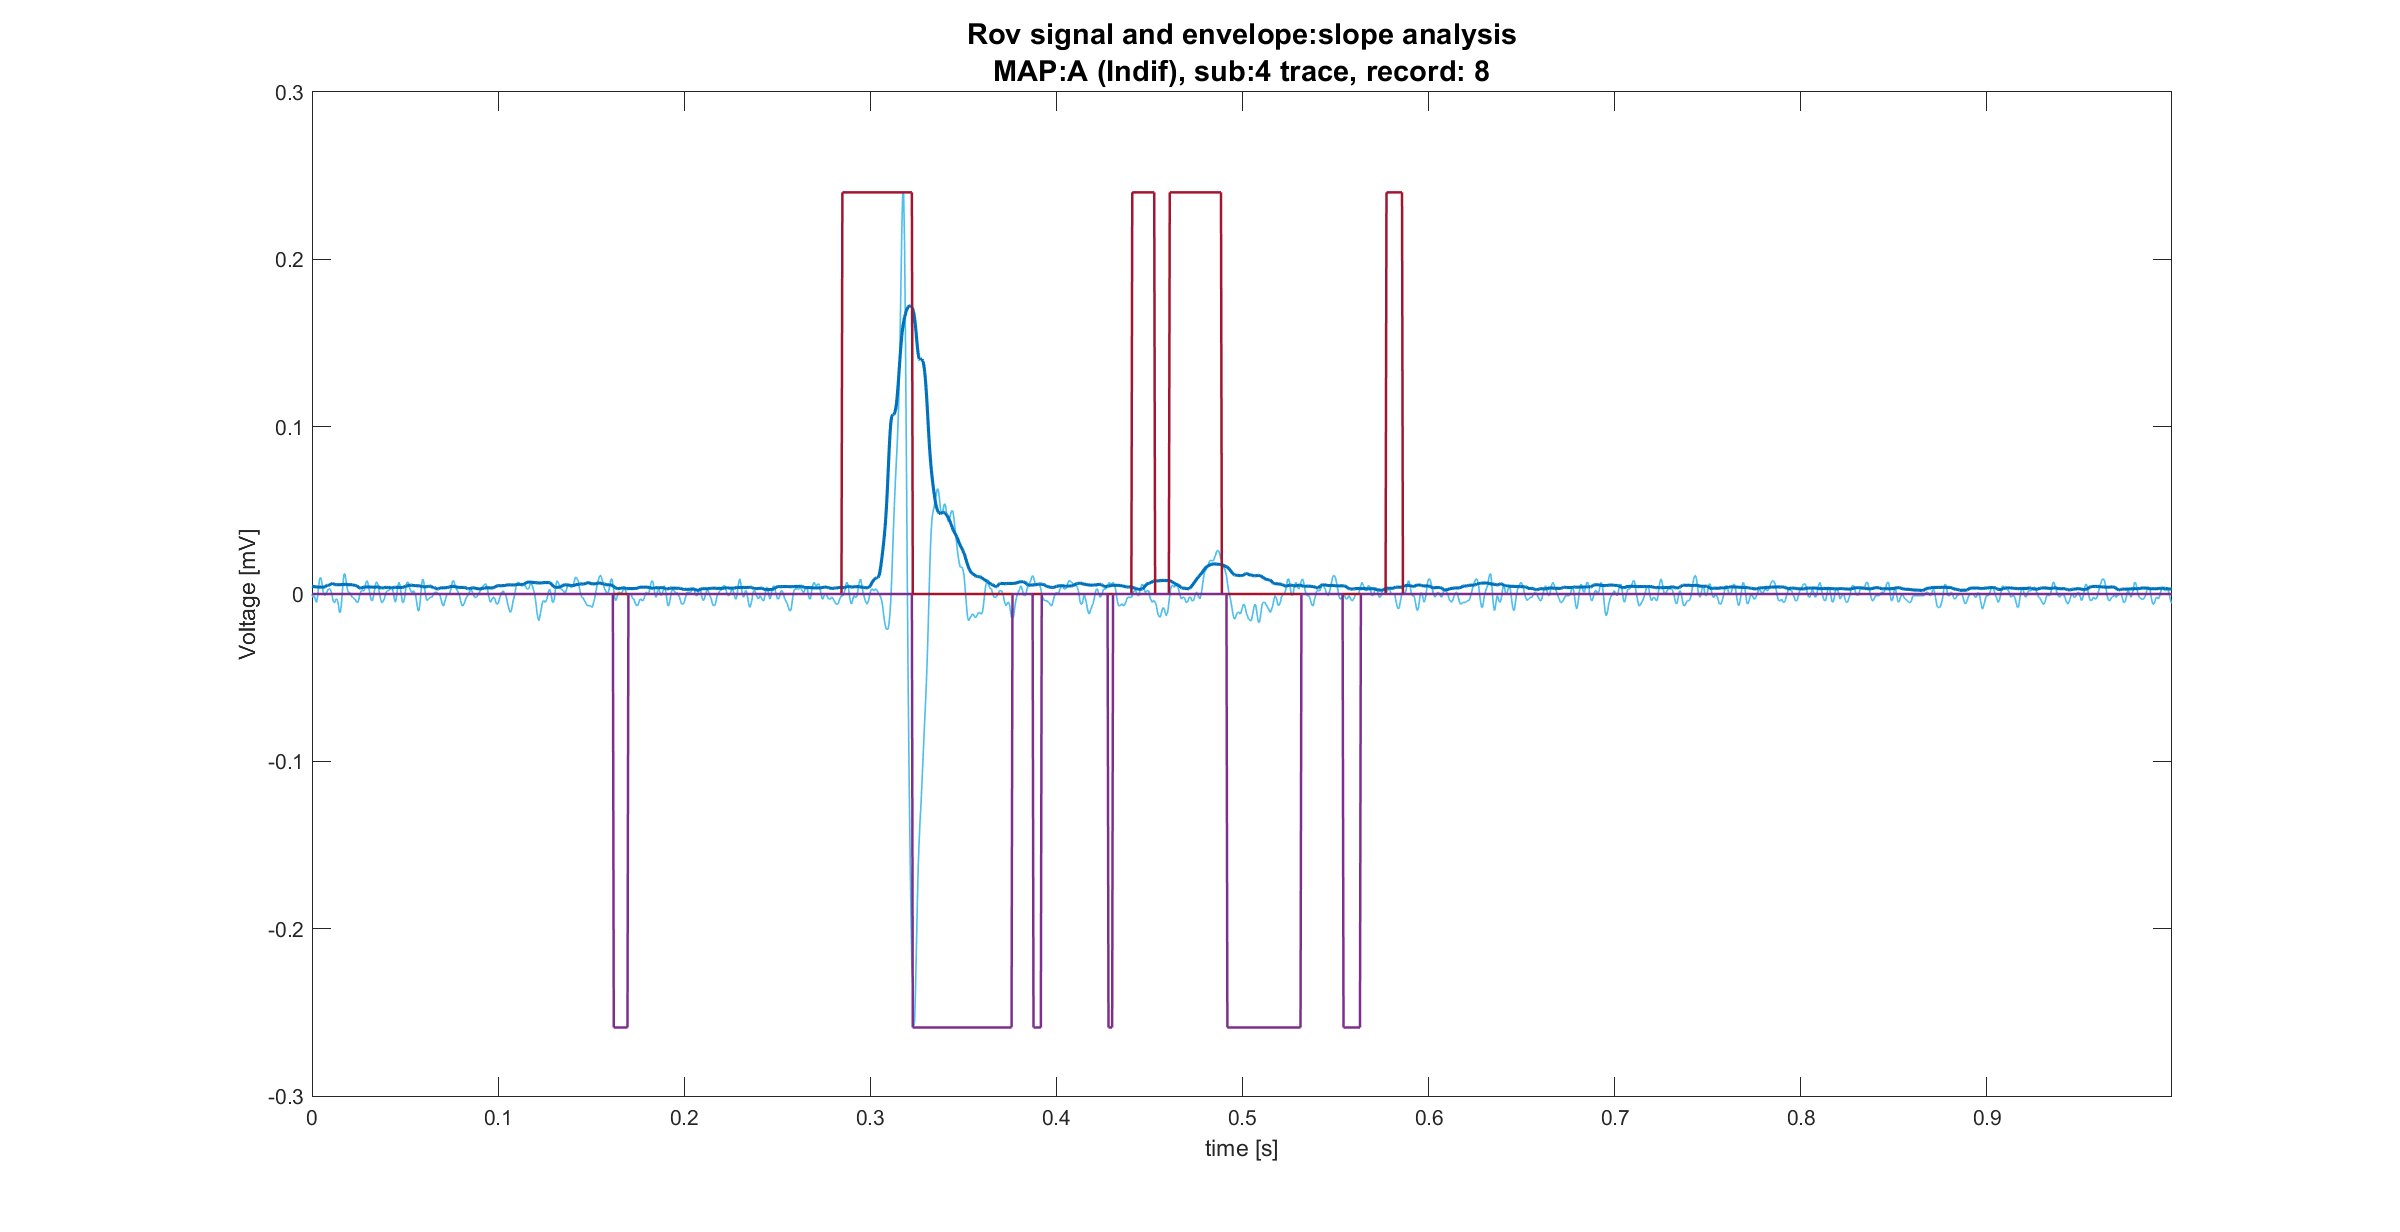 Rov signal and envelope:slope analysis
MAP:A (Indif), sub:4 trace, record: 8
0.3
0.2
0.1
0
-0.1
-0.2
-0.3
Voltage [mV]
0 0.1 0.2 0.3 0.4 0.5 0.6 0.7 0.8 0.9
time [s]